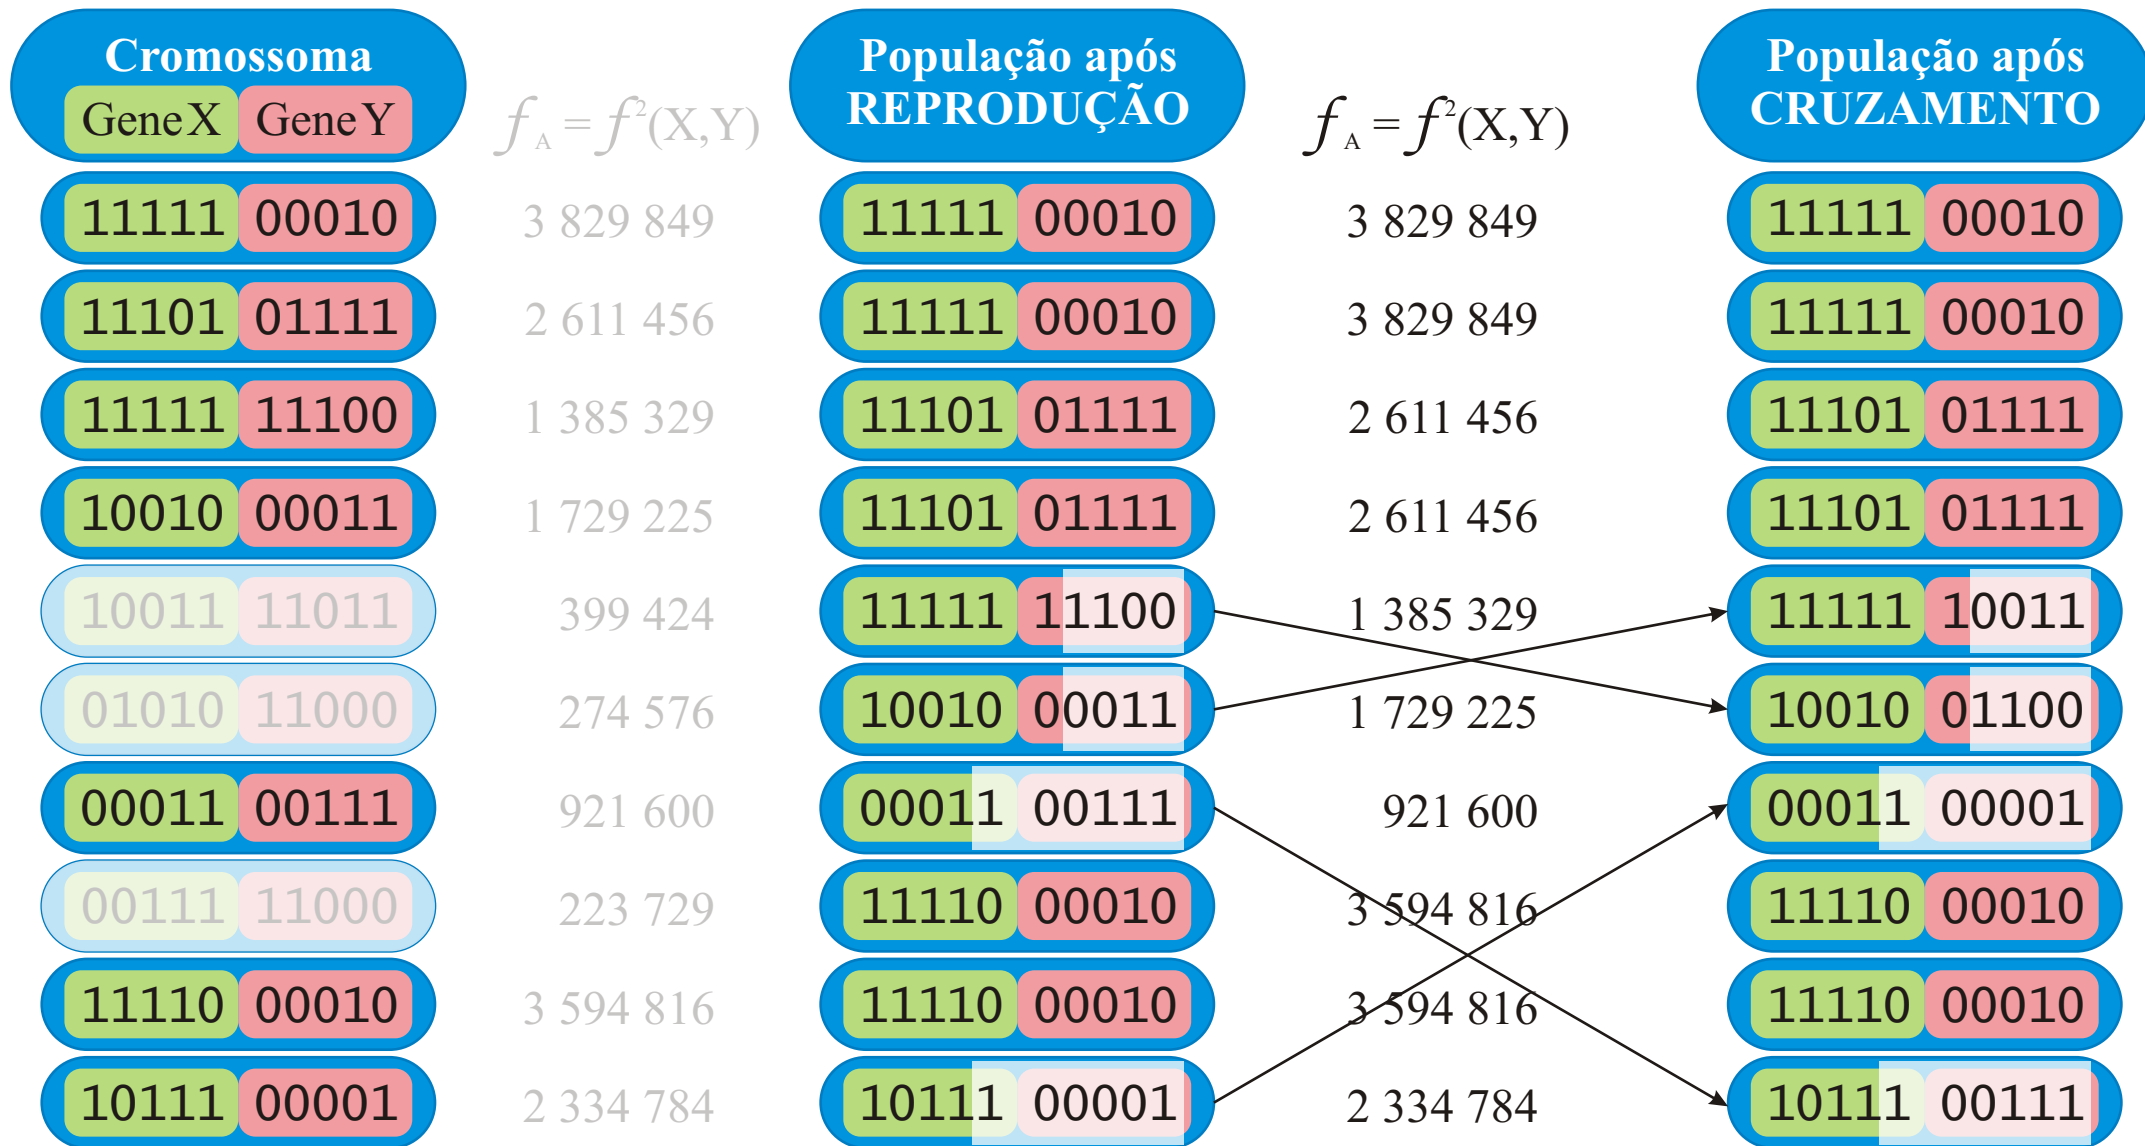 Cromossoma
Gene X Gene Y
f_A = f²(X,Y)
População após
REPRODUÇÃO
f_A = f²(X,Y)
População após
CRUZAMENTO
11111 00010 3 829 849 11111 00010 3 829 849 11111 00010
11101 01111 2 611 456 11111 00010 3 829 849 11111 00010
11111 11100 1 385 329 11101 01111 2 611 456 11101 01111
10010 00011 1 729 225 11101 01111 2 611 456 11101 01111
10011 11011 399 424 11111 11100 1 385 329 11111 10011
01010 11000 274 576 10010 00011 1 729 225 10010 01100
00011 00111 921 600 00011 00111 921 600 00011 00001
00111 11000 223 729 11110 00010 3 594 816 11110 00010
11110 00010 3 594 816 11110 00010 3 594 816 11110 00010
10111 00001 2 334 784 10111 00001 2 334 784 10111 00111